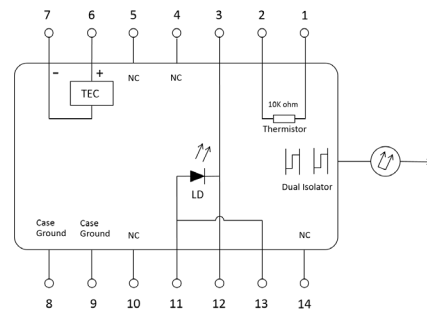 7 6 5 4 3 2 1
- +
NC NC
TEC
10K ohm
Thermistor
Dual Isolator
LD
Case
Ground
Case
Ground
NC
NC
8 9 10 11 12 13 14